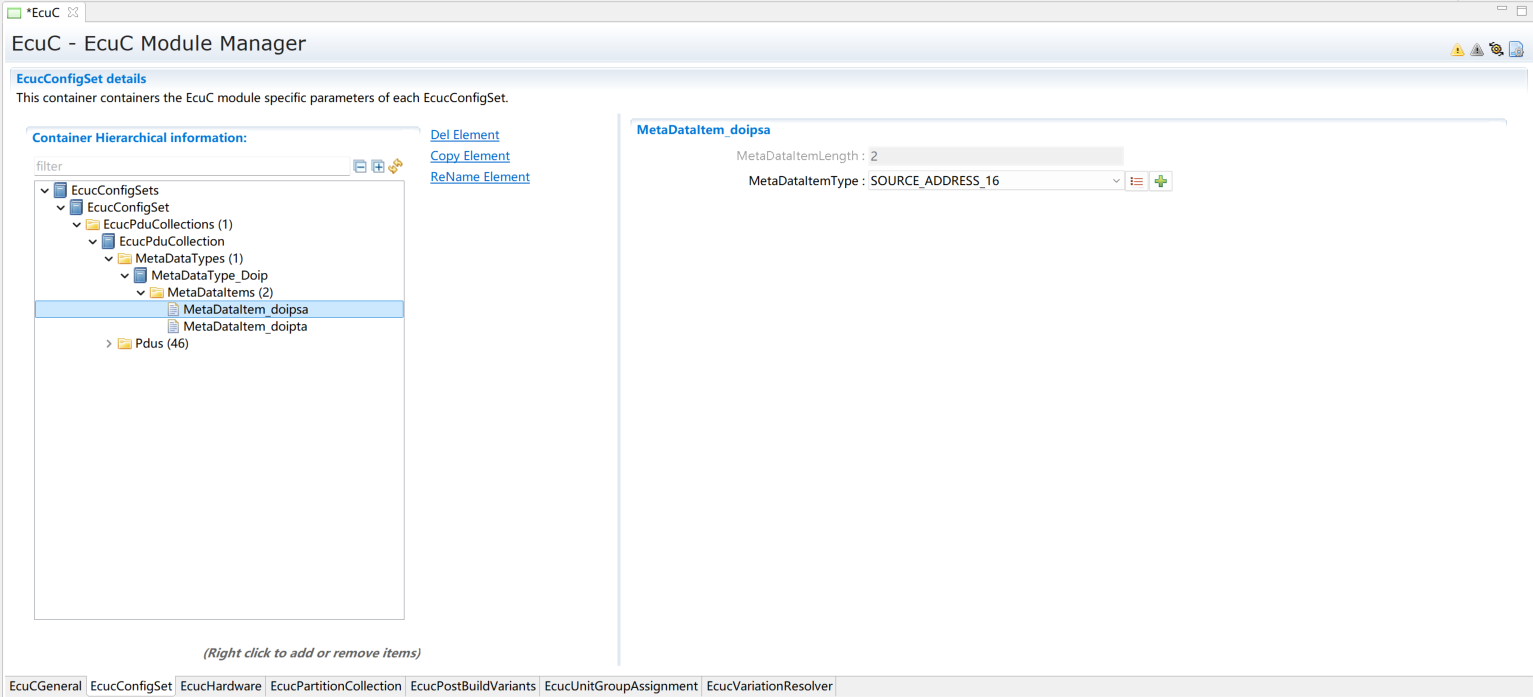 *EcuC
EcuC - EcuC Module Manager
EcucConfigSet details
This container containers the EcuC module specific parameters of each EcucConfigSet.
Container Hierarchical information:
filter
EcucConfigSets
EcucConfigSet
EcucPduCollections (1)
EcucPduCollection
MetaDataTypes (1)
MetaDataType_Doip
MetaDataItems (2)
MetaDataItem_doipsa
MetaDataItem_doipta
Pdus (46)
(Right click to add or remove items)
Del Element
Copy Element
ReName Element
MetaDataItem_doipsa
MetaDataItemLength : 2
MetaDataItemType : SOURCE_ADDRESS_16
EcuCGeneral EcucConfigSet EcucHardware EcucPartitionCollection EcucPostBuildVariants EcucUnitGroupAssignment EcucVariationResolver